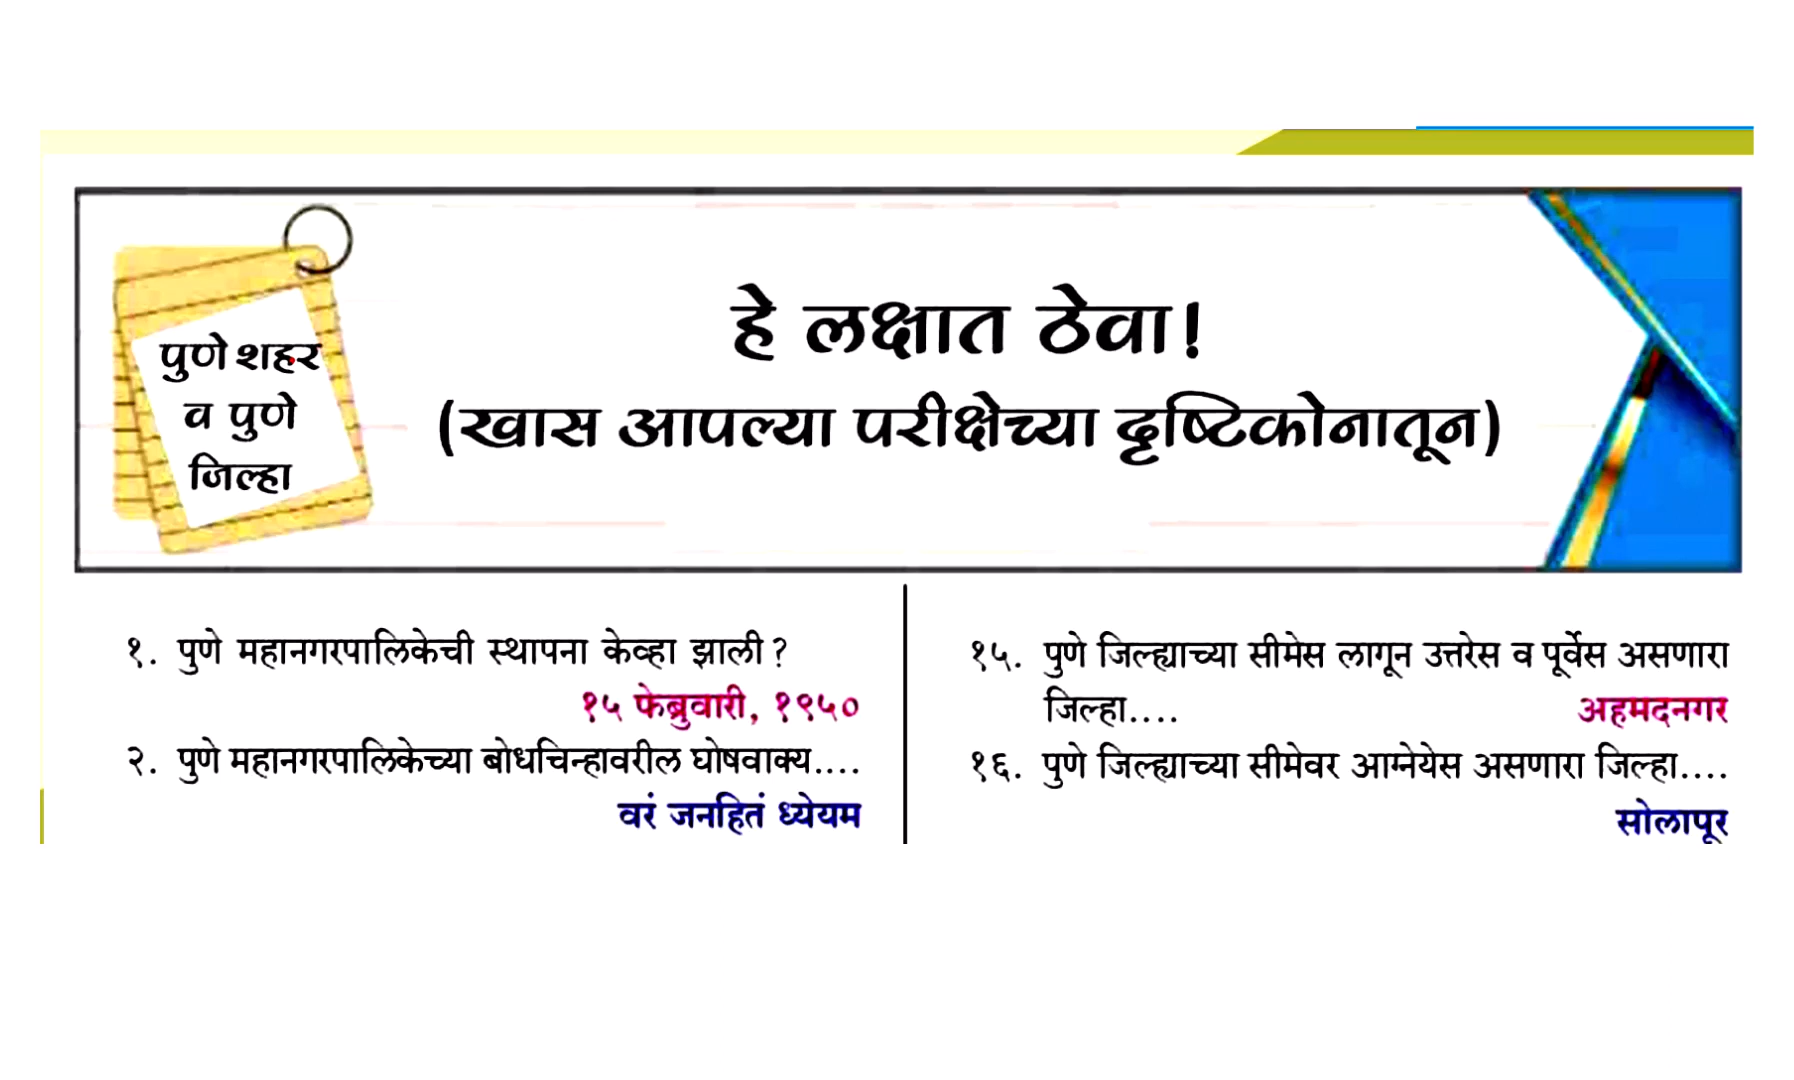 पुणे शहर
व पुणे
जिल्हा
हे लक्षात ठेवा!
(खास आपल्या परीक्षेच्या दृष्टिकोनातून)
१. पुणे महानगरपालिकेची स्थापना केव्हा झाली ?
१५ फेब्रुवारी, १९५०
२. पुणे महानगरपालिकेच्या बोधचिन्हावरील घोषवाक्य....
वरं जनहितं ध्येयम
१५. पुणे जिल्ह्याच्या सीमेस लागून उत्तरेस व पूर्वेस असणारा
जिल्हा.... अहमदनगर
१६. पुणे जिल्ह्याच्या सीमेवर आग्नेयेस असणारा जिल्हा....
सोलापूर